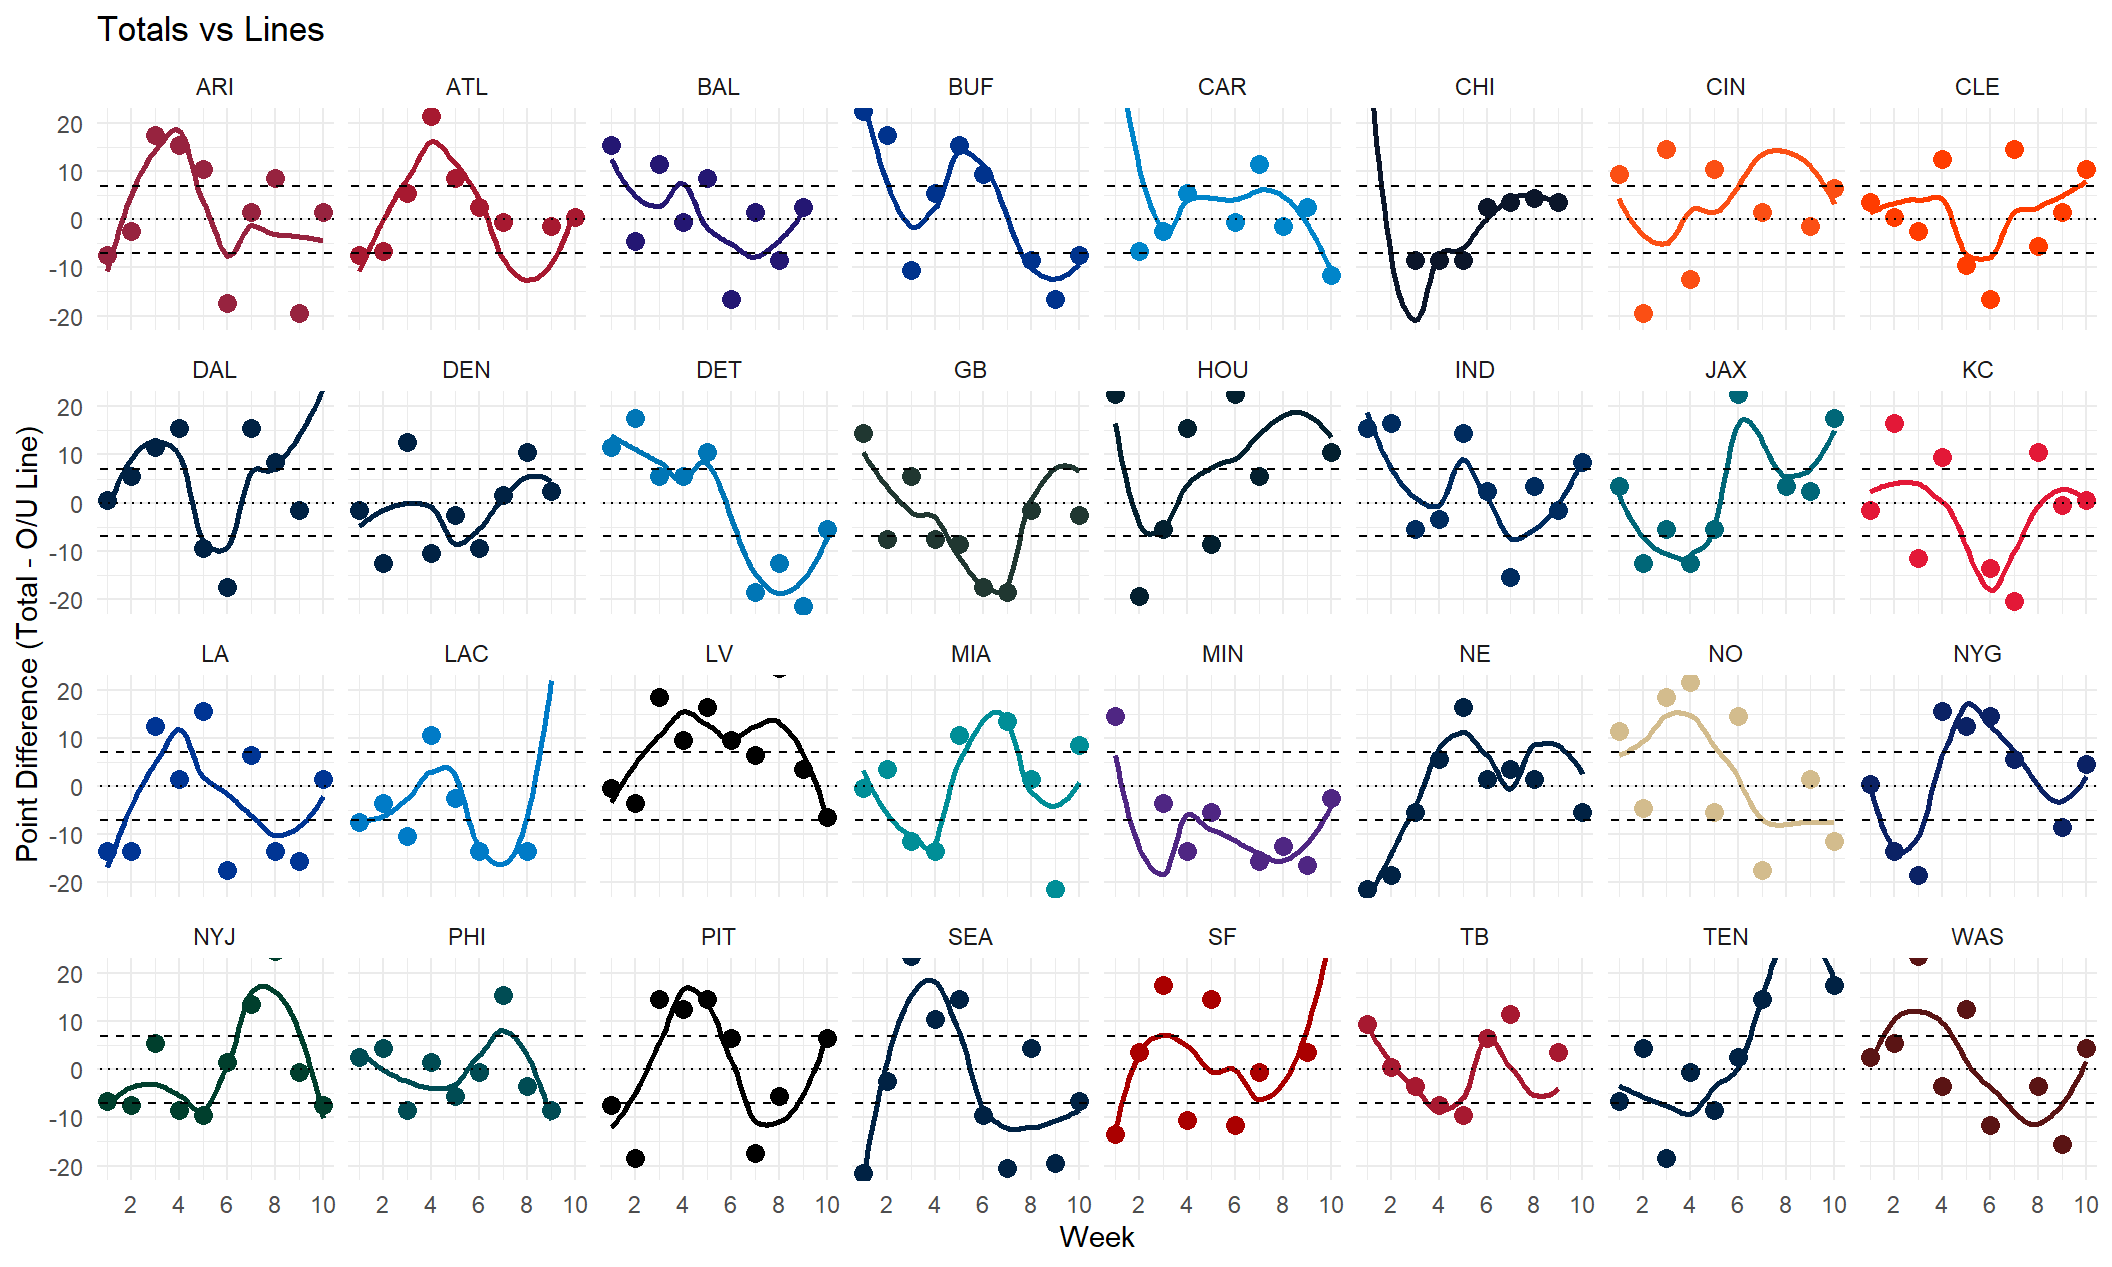 Totals vs Lines
ARI ATL BAL BUF CAR CHI CIN CLE
20
10
0
-10
-20
DAL DEN DET GB HOU IND JAX KC
20
10
0
-10
-20
LA LAC LV MIA MIN NE NO NYG
20
10
0
-10
-20
NYJ PHI PIT SEA SF TB TEN WAS
20
10
0
-10
-20
2 4 6 8 10 2 4 6 8 10 2 4 6 8 10 2 4 6 8 10 2 4 6 8 10 2 4 6 8 10 2 4 6 8 10 2 4 6 8 10
Week
Point Difference (Total - O/U Line)